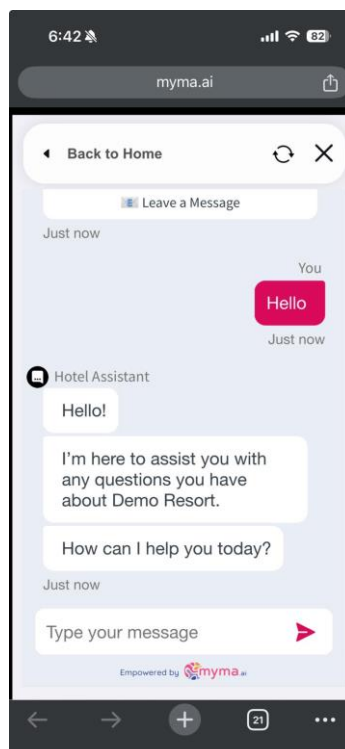 6:42
82
myma.ai
Back to Home
Leave a Message
Just now
You
Hello
Just now
Hotel Assistant
Hello!
I'm here to assist you with
any questions you have
about Demo Resort.
How can I help you today?
Just now
Type your message
Empowered by myma.ai
21